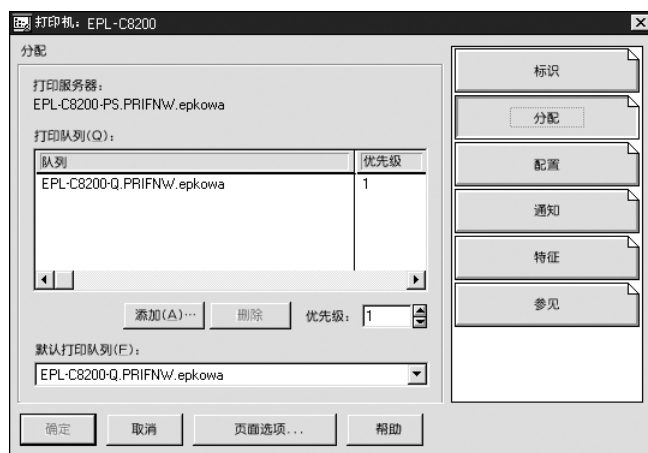 打印机：EPL-C8200
分配
打印服务器：
EPL-C8200-PS.PRIFNW.epkowa
打印队列(Q)：
队列 优先级
EPL-C8200-Q.PRIFNW.epkowa 1
添加(A)… 删除 优先级： 1
默认打印队列(F)：
EPL-C8200-Q.PRIFNW.epkowa
确定 取消 页面选项... 帮助
标识
分配
配置
通知
特征
参见